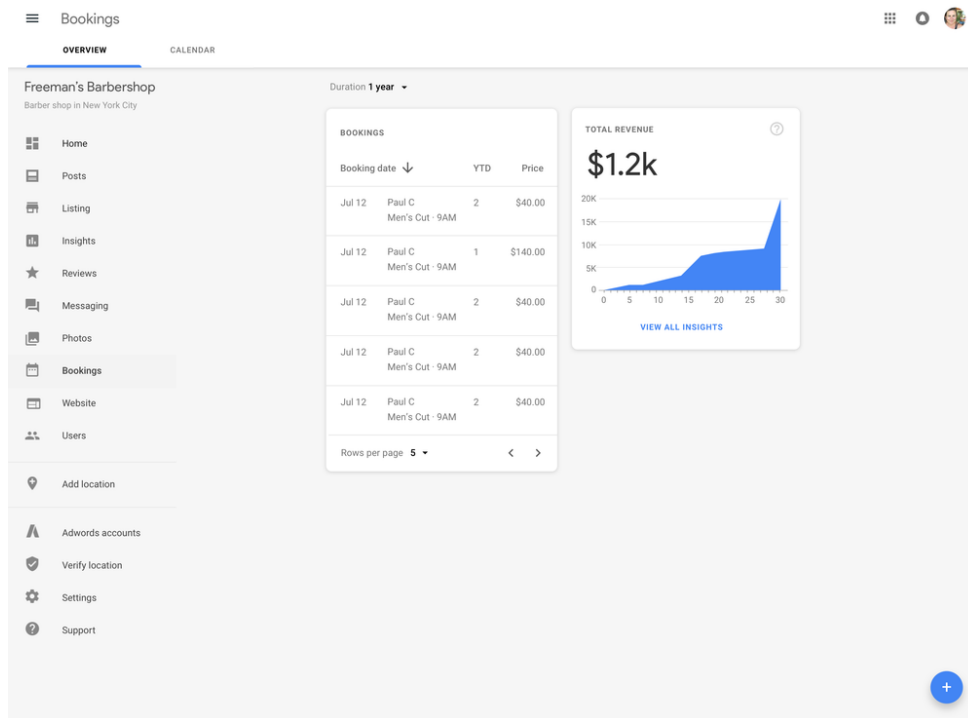 Bookings
OVERVIEW CALENDAR
Freeman's Barbershop
Barber shop in New York City
Home
Posts
Listing
Insights
Reviews
Messaging
Photos
Bookings
Website
Users
Add location
Adwords accounts
Verify location
Settings
Support
Duration 1 year
BOOKINGS
Booking date YTD Price
Jul 12 Paul C 2 $40.00
Men's Cut · 9AM
Jul 12 Paul C 1 $140.00
Men's Cut · 9AM
Jul 12 Paul C 2 $40.00
Men's Cut · 9AM
Jul 12 Paul C 2 $40.00
Men's Cut · 9AM
Jul 12 Paul C 2 $40.00
Men's Cut · 9AM
Rows per page 5
TOTAL REVENUE
$1.2k
20K
15K
10K
5K
0
0 5 10 15 20 25 30
VIEW ALL INSIGHTS